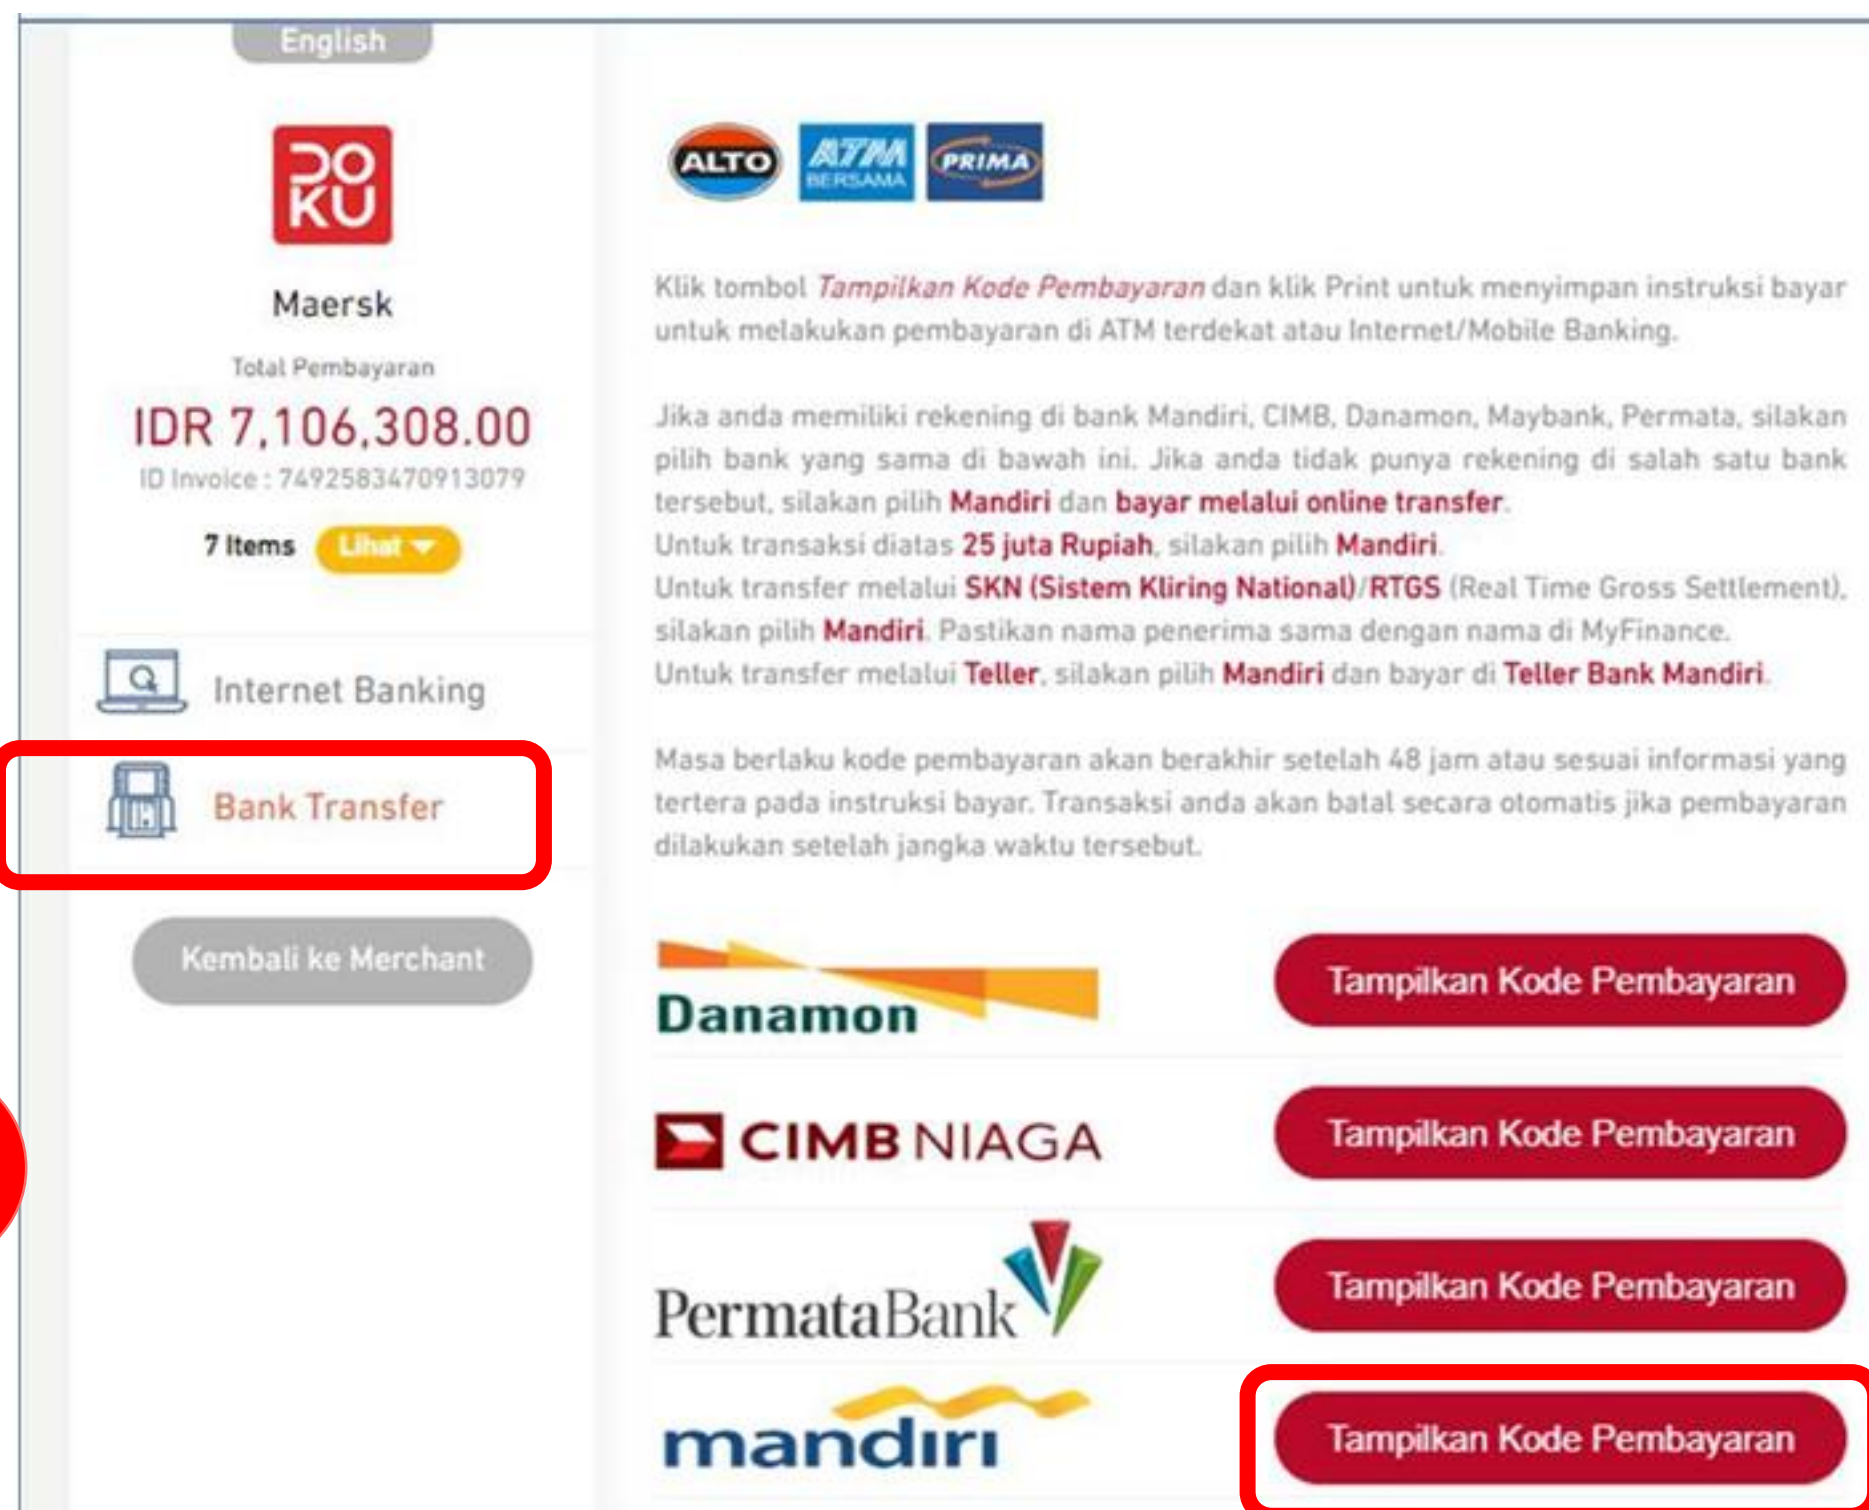 English
DOKU
Maersk
Total Pembayaran
IDR 7,106,308.00
ID Invoice : 7492583470913079
7 Items Lihat
Internet Banking
Bank Transfer
Kembali ke Merchant
ALTO ATM BERSAMA PRIMA
Klik tombol Tampilkan Kode Pembayaran dan klik Print untuk menyimpan instruksi bayar
untuk melakukan pembayaran di ATM terdekat atau Internet/Mobile Banking.
Jika anda memiliki rekening di bank Mandiri, CIMB, Danamon, Maybank, Permata, silakan
pilih bank yang sama di bawah ini. Jika anda tidak punya rekening di salah satu bank
tersebut, silakan pilih Mandiri dan bayar melalui online transfer.
Untuk transaksi diatas 25 juta Rupiah, silakan pilih Mandiri.
Untuk transfer melalui SKN (Sistem Kliring National)/RTGS (Real Time Gross Settlement),
silakan pilih Mandiri. Pastikan nama penerima sama dengan nama di MyFinance.
Untuk transfer melalui Teller, silakan pilih Mandiri dan bayar di Teller Bank Mandiri.
Masa berlaku kode pembayaran akan berakhir setelah 48 jam atau sesuai informasi yang
tertera pada instruksi bayar. Transaksi anda akan batal secara otomatis jika pembayaran
dilakukan setelah jangka waktu tersebut.
Danamon Tampilkan Kode Pembayaran
CIMB NIAGA Tampilkan Kode Pembayaran
PermataBank Tampilkan Kode Pembayaran
mandiri Tampilkan Kode Pembayaran